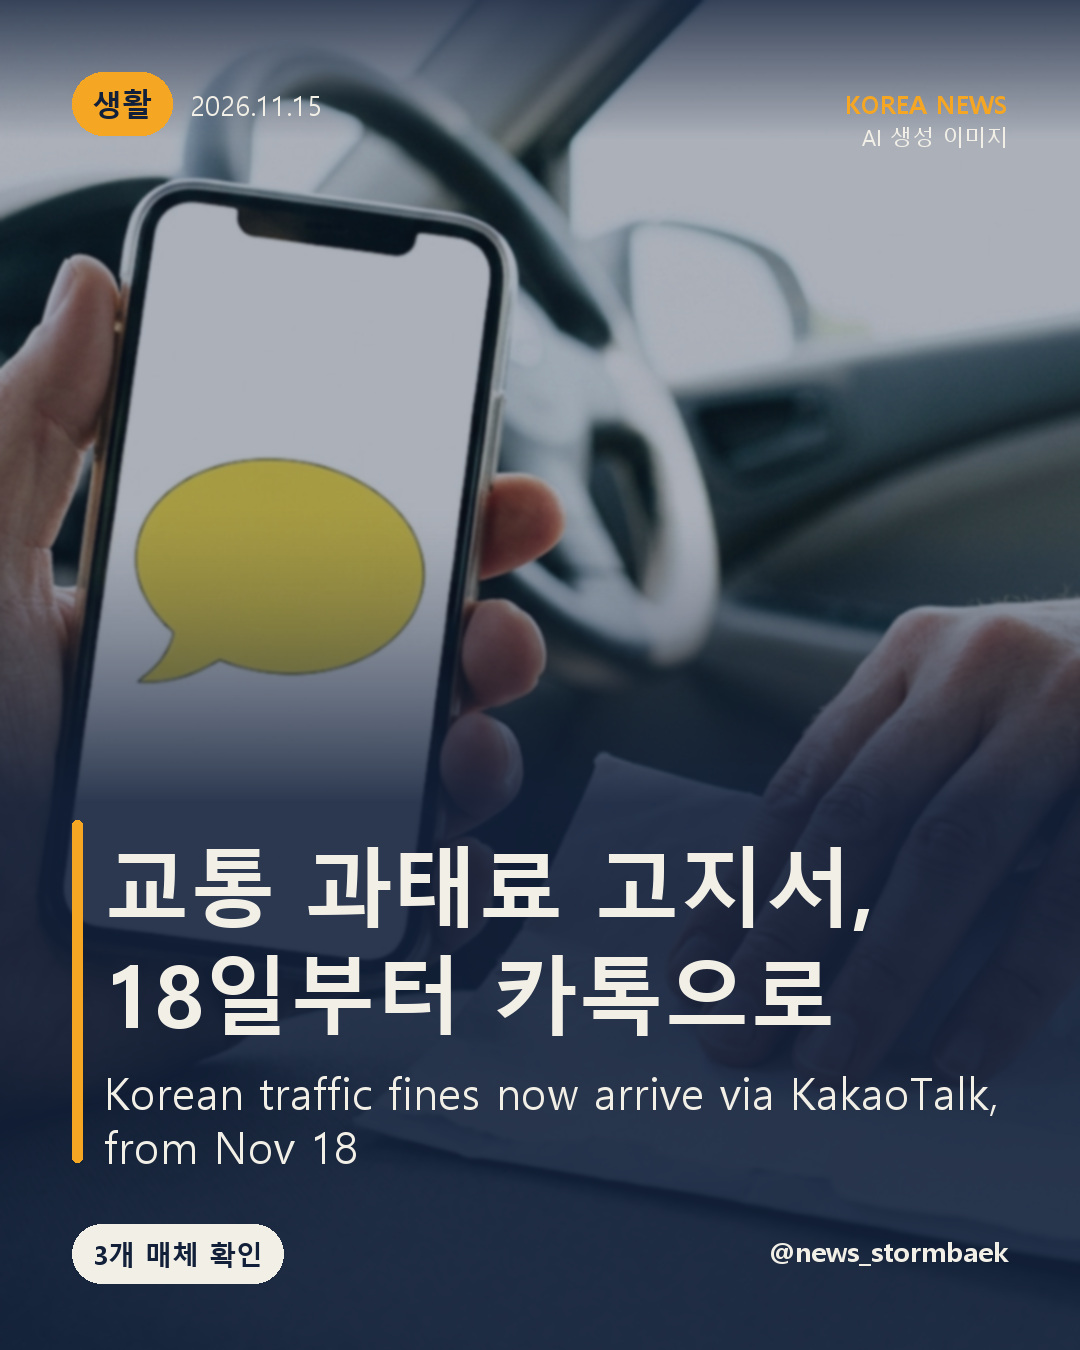 생활
2026.11.15
KOREA NEWS
AI 생성 이미지
교통 과태료 고지서,
18일부터 카톡으로
Korean traffic fines now arrive via KakaoTalk,
from Nov 18
3개 매체 확인
@news_stormbaek